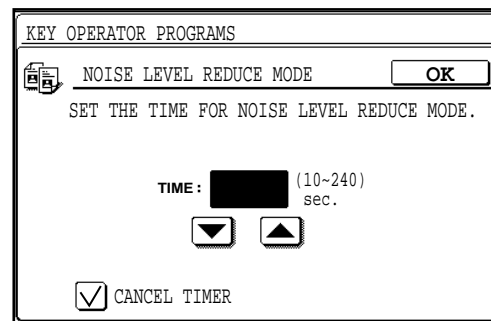 KEY OPERATOR PROGRAMS
NOISE LEVEL REDUCE MODE
OK
SET THE TIME FOR NOISE LEVEL REDUCE MODE.
TIME : (10~240)
sec.
CANCEL TIMER